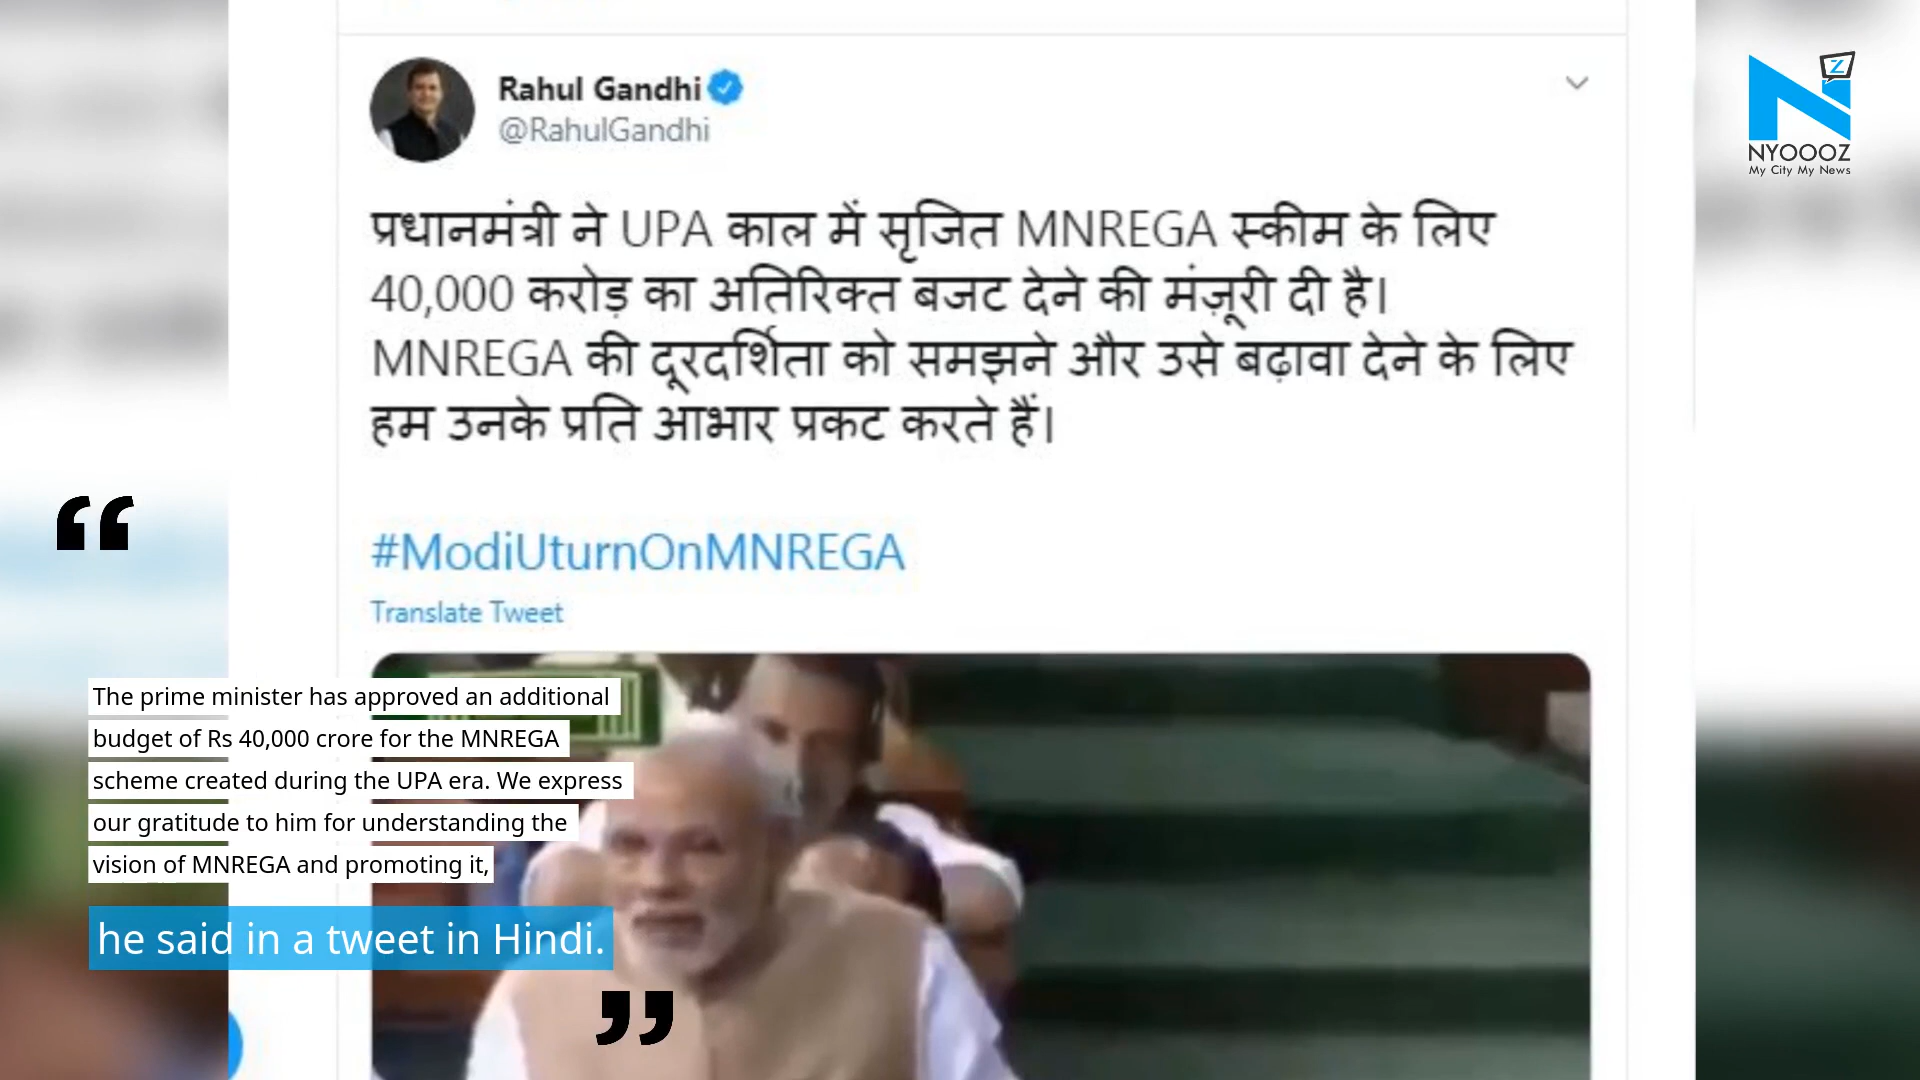 Rahul Gandhi
@RahulGandhi
प्रधानमंत्री ने UPA काल में सृजित MNREGA स्कीम के लिए
40,000 करोड़ का अतिरिक्त बजट देने की मंज़ूरी दी है।
MNREGA की दूरदर्शिता को समझने और उसे बढ़ावा देने के लिए
हम उनके प्रति आभार प्रकट करते हैं।
#ModiUturnOnMNREGA
Translate Tweet
“
The prime minister has approved an additional
budget of Rs 40,000 crore for the MNREGA
scheme created during the UPA era. We express
our gratitude to him for understanding the
vision of MNREGA and promoting it,
he said in a tweet in Hindi.
”
Z
NYOOOZ
My City My News